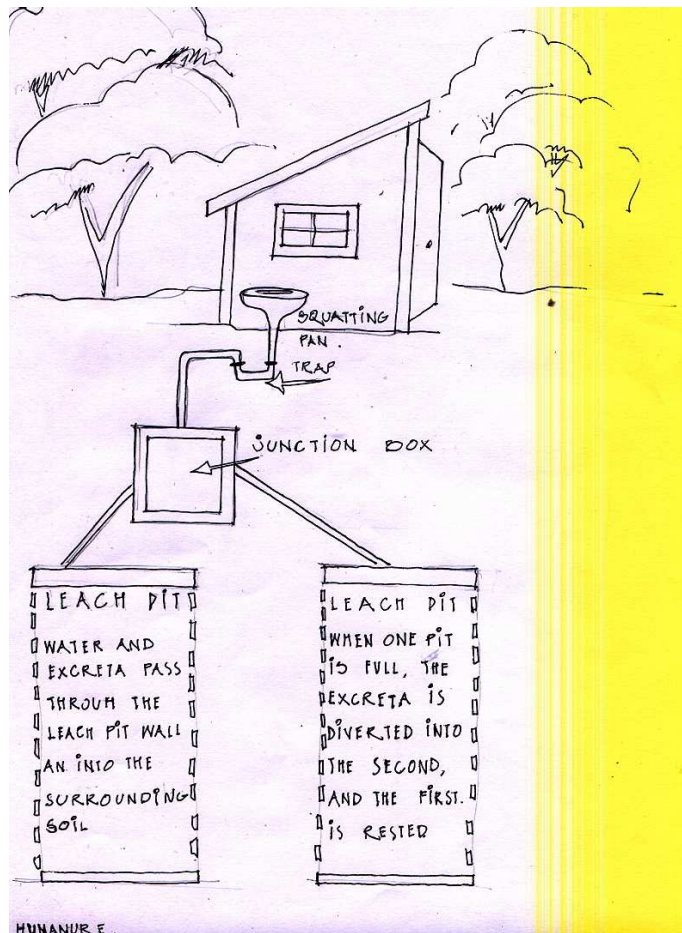 SQUATTING
PAN.
TRAP
JUNCTION BOX
LEACH PIT
WATER AND
EXCRETA PASS
THROUM THE
LEACH PIT WALL
AN INTO THE
SURROUNDING
SOIL
LEACH PIT
WHEN ONE PIT
IS FULL, THE
EXCRETA IS
DIVERTED INTO
THE SECOND,
AND THE FIRST.
IS RESTED
HUNANUR E.